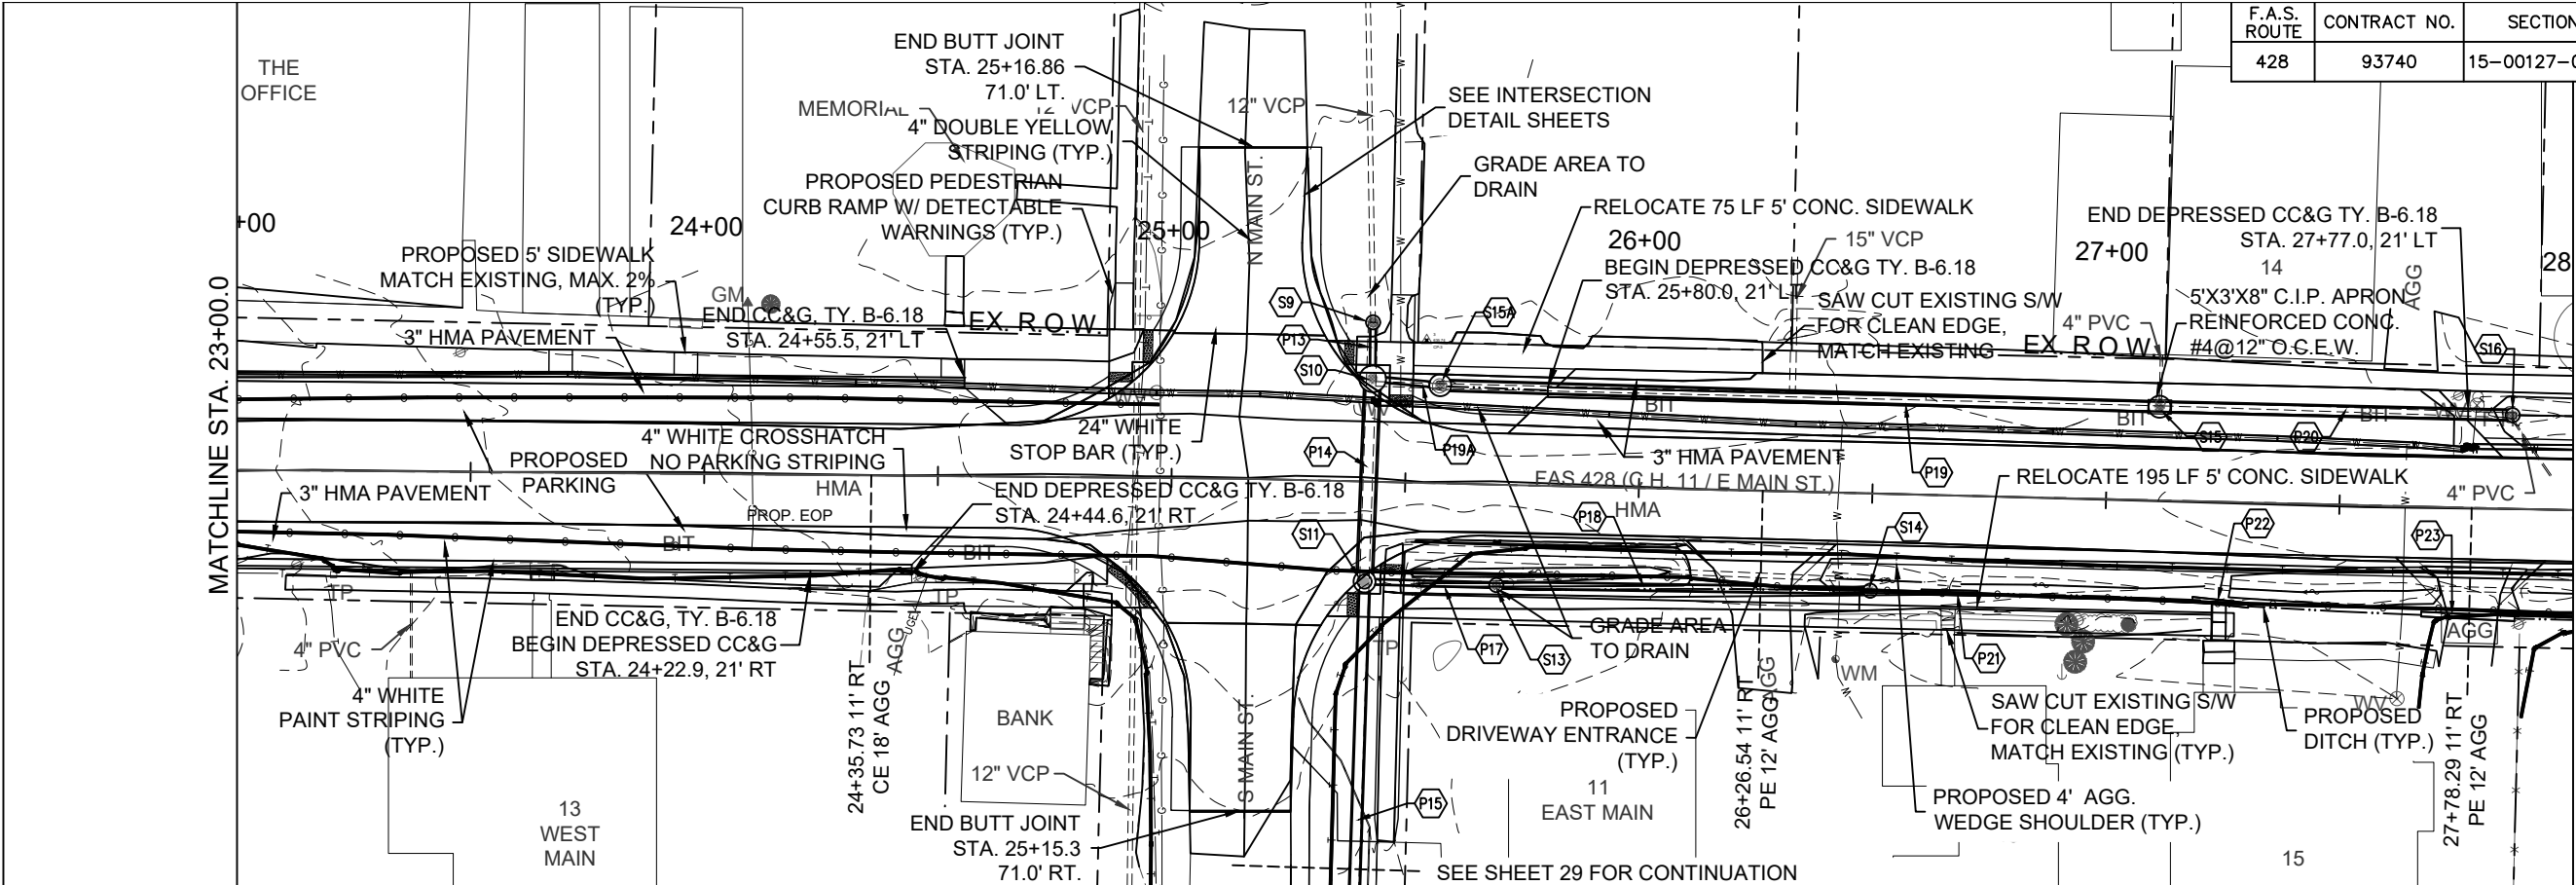 F.A.S. ROUTE
CONTRACT NO.
SECTION
428
93740
15-00127-0
THE
OFFICE
END BUTT JOINT
STA. 25+16.86
71.0' LT.
MEMORIAL
12" VCP
4" DOUBLE YELLOW
STRIPING (TYP.)
12" VCP
SEE INTERSECTION
DETAIL SHEETS
GRADE AREA TO
DRAIN
PROPOSED PEDESTRIAN
CURB RAMP W/ DETECTABLE
WARNINGS (TYP.)
N MAIN ST.
+00
24+00
25+00
26+00
27+00
28
RELOCATE 75 LF 5' CONC. SIDEWALK
15" VCP
BEGIN DEPRESSED CC&G TY. B-6.18
STA. 25+80.0, 21' LT
END DEPRESSED CC&G TY. B-6.18
STA. 27+77.0, 21' LT
14
AGG
PROPOSED 5' SIDEWALK
MATCH EXISTING, MAX. 2%
(TYP.)
GM
END CC&G, TY. B-6.18
STA. 24+55.5, 21' LT
EX. R.O.W.
S9
P13
S10
S15A
SAW CUT EXISTING S/W
FOR CLEAN EDGE,
MATCH EXISTING
4" PVC
EX. R.O.W.
5'X3'X8" C.I.P. APRON
REINFORCED CONC.
#4@12" O.C.E.W.
S16
MATCHLINE STA. 23+00.0
3" HMA PAVEMENT
24" WHITE
STOP BAR (TYP.)
WV
WV
BIT
BIT
BIT
S15
P20
P14
P19A
3" HMA PAVEMENT
P19
4" WHITE CROSSHATCH
NO PARKING STRIPING
PROPOSED
PARKING
3" HMA PAVEMENT
HMA
PROP. EOP
FAS 428 (C.H. 11 / E MAIN ST.)
HMA
RELOCATE 195 LF 5' CONC. SIDEWALK
4" PVC
END DEPRESSED CC&G TY. B-6.18
STA. 24+44.6, 21' RT
BIT
BIT
S11
P18
S14
P22
P23
TP
TP
TP
4" PVC
END CC&G, TY. B-6.18
BEGIN DEPRESSED CC&G
STA. 24+22.9, 21' RT
4" WHITE
PAINT STRIPING
(TYP.)
24+35.73 11' RT
CE 18' AGG
AGG
BANK
12" VCP
S MAIN ST.
P17
S13
GRADE AREA
TO DRAIN
P21
WM
AGG
WV
PROPOSED
DRIVEWAY ENTRANCE
(TYP.)
26+26.54 11' RT
PE 12' AGG
AGG
SAW CUT EXISTING S/W
FOR CLEAN EDGE,
MATCH EXISTING (TYP.)
PROPOSED
DITCH (TYP.)
27+78.29 11' RT
PE 12' AGG
13
WEST
MAIN
END BUTT JOINT
STA. 25+15.3
71.0' RT.
P15
11
EAST MAIN
PROPOSED 4' AGG.
WEDGE SHOULDER (TYP.)
SEE SHEET 29 FOR CONTINUATION
15